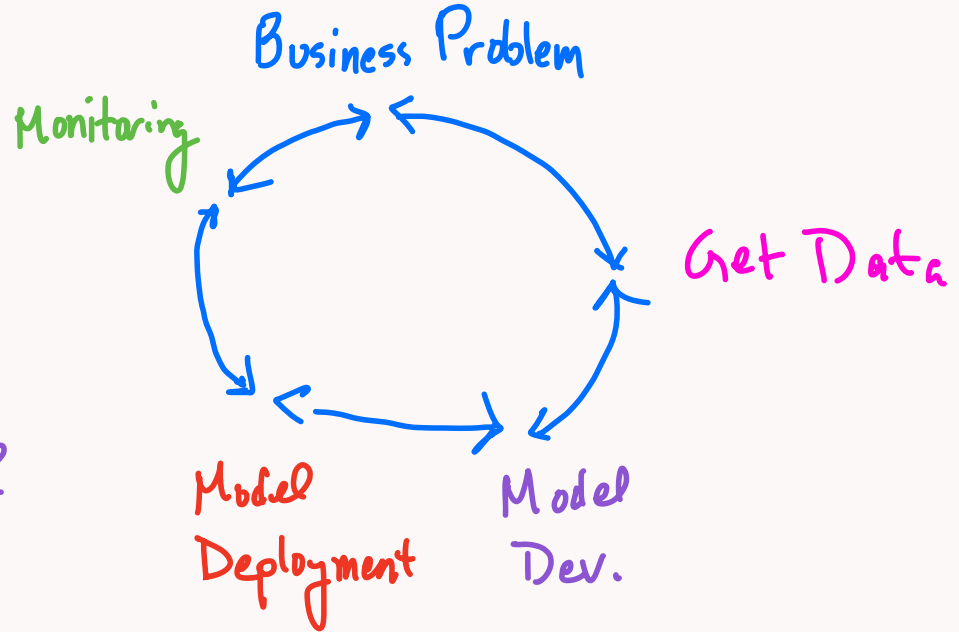 Business Problem
Monitoring
Get Data
Model
Deployment
Model
Dev.